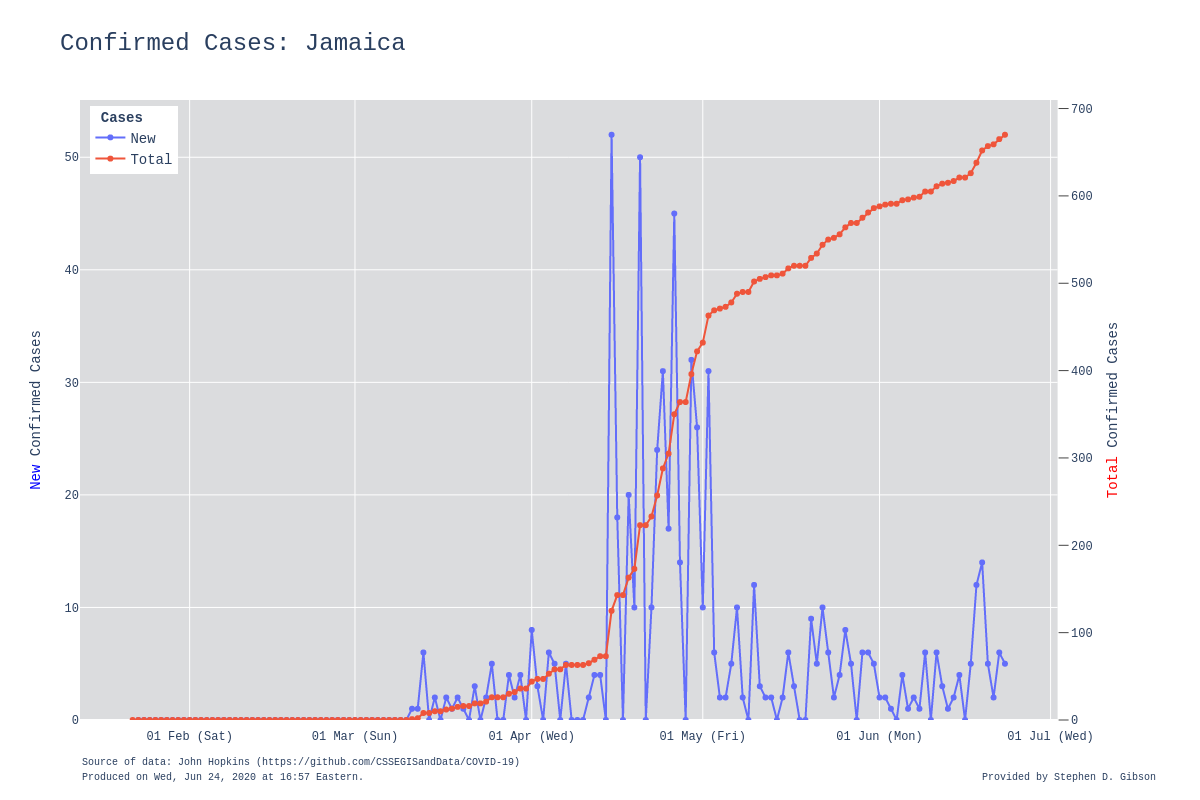 Confirmed Cases: Jamaica
Cases
New
Total
50
40
30
20
10
0
New Confirmed Cases
700
600
500
400
300
200
100
0
Total Confirmed Cases
01 Feb (Sat)
01 Mar (Sun)
01 Apr (Wed)
01 May (Fri)
01 Jun (Mon)
01 Jul (Wed)
Source of data: John Hopkins (https://github.com/CSSEGISandData/COVID-19)
Produced on Wed, Jun 24, 2020 at 16:57 Eastern.
Provided by Stephen D. Gibson